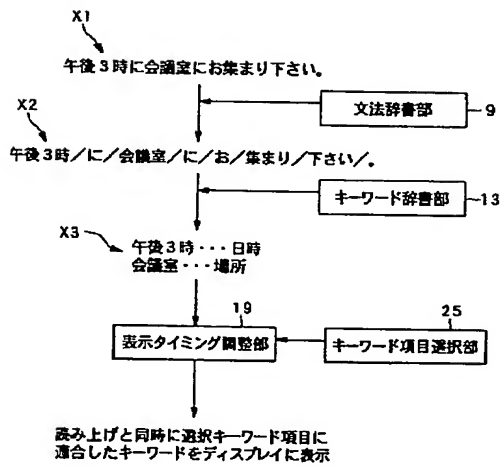 X1
午後3時に会議室にお集まり下さい。
文法辞書部
9
X2
午後3時/に/会議室/に/お/集まり/下さい/。
キーワード辞書部
13
X3
午後3時・・・日時
会議室・・・場所
19
表示タイミング調整部
25
キーワード項目選択部
読み上げと同時に選択キーワード項目に
適合したキーワードをディスプレイに表示